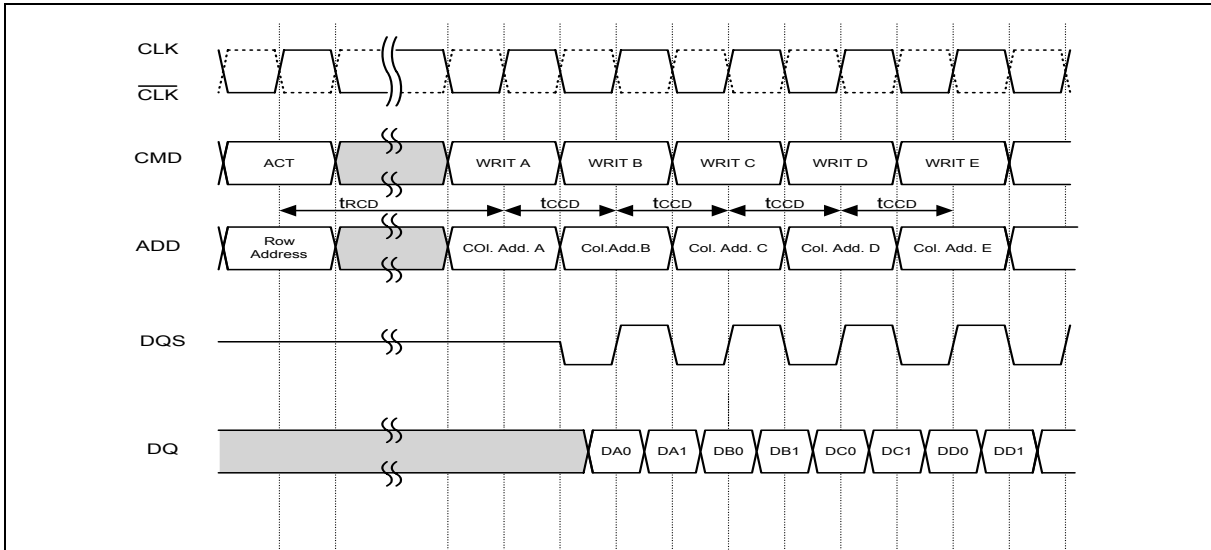 CLK
CLK
CMD
ACT
WRIT A
WRIT B
WRIT C
WRIT D
WRIT E
tRCD
tCCD
tCCD
tCCD
tCCD
ADD
Row
Address
COl. Add. A
Col.Add.B
Col. Add. C
Col. Add. D
Col. Add. E
DQS
DQ
DA0
DA1
DB0
DB1
DC0
DC1
DD0
DD1